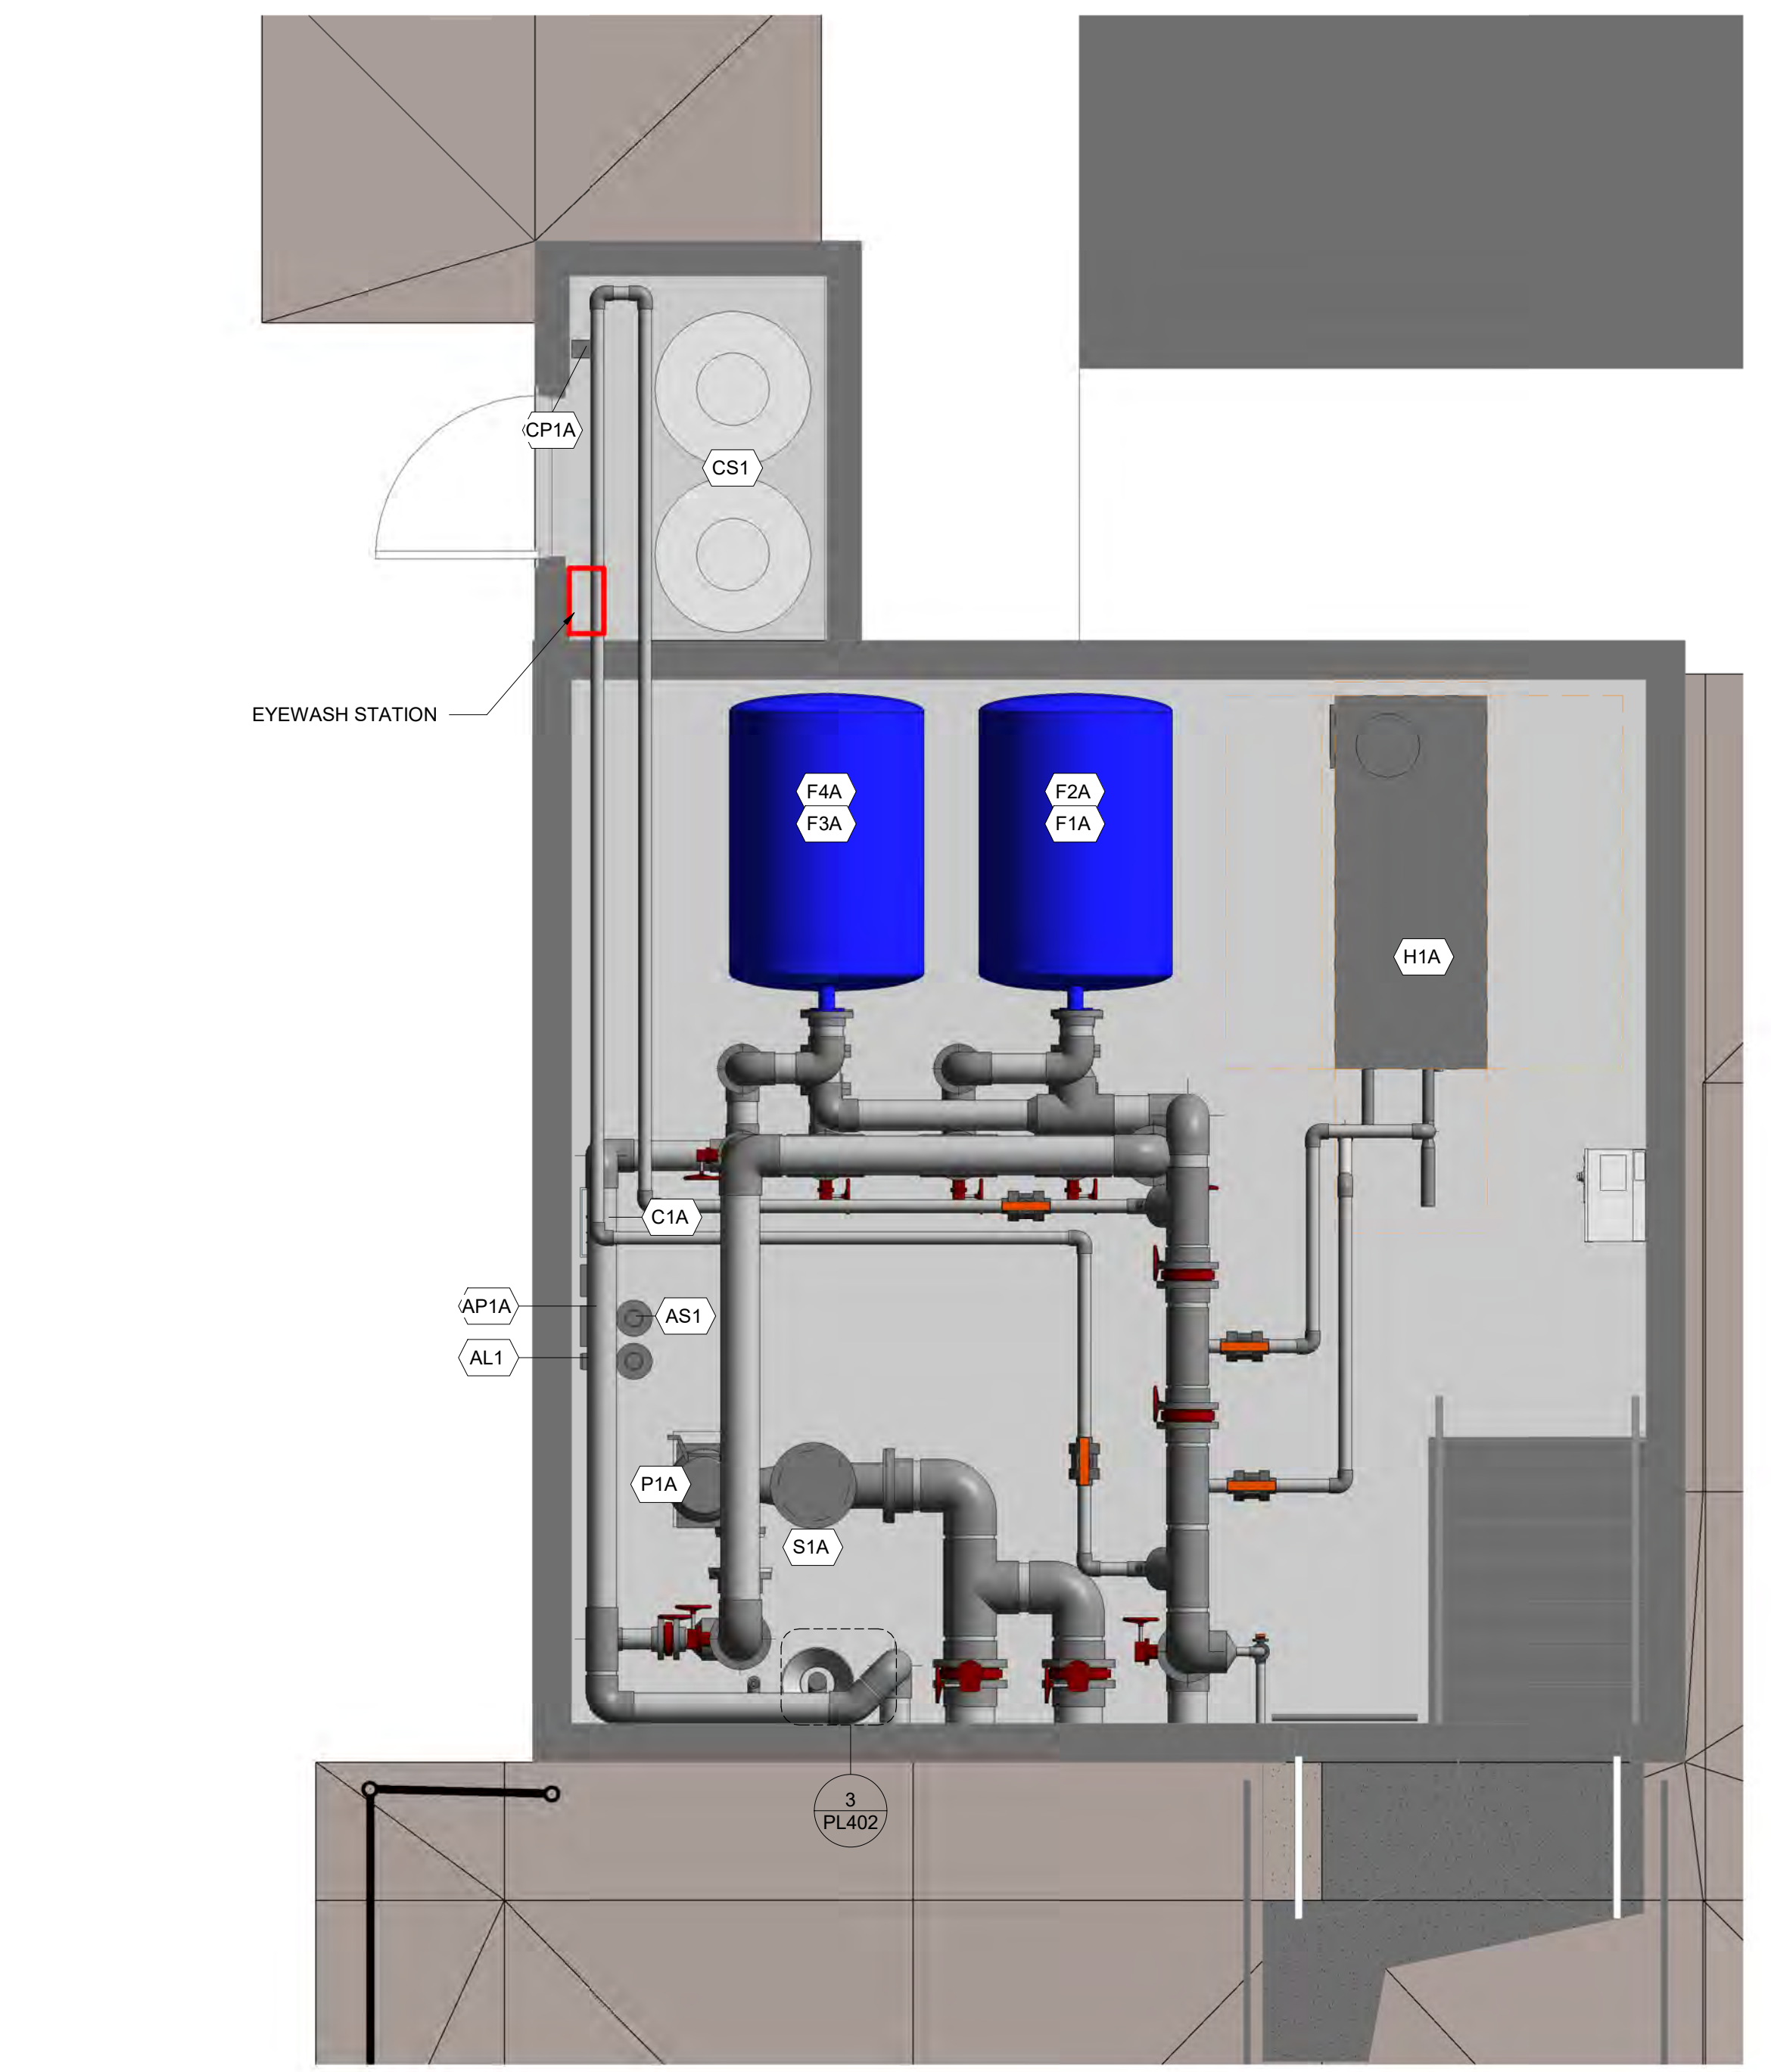 CP1A
CS1
EYEWASH STATION
F4A
F2A
F3A
F1A
H1A
C1A
AP1A
AS1
AL1
P1A
S1A
3
PL402